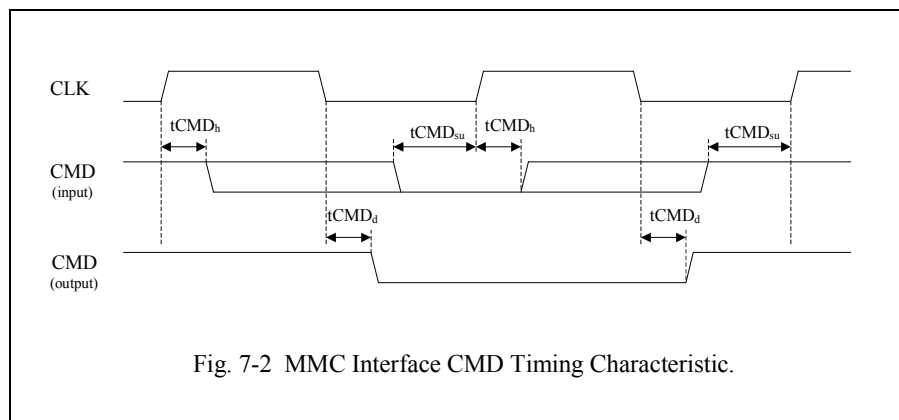 CLK
tCMDh
tCMDsu
tCMDh
tCMDsu
CMD
(input)
tCMDd
tCMDd
CMD
(output)
Fig. 7-2 MMC Interface CMD Timing Characteristic.